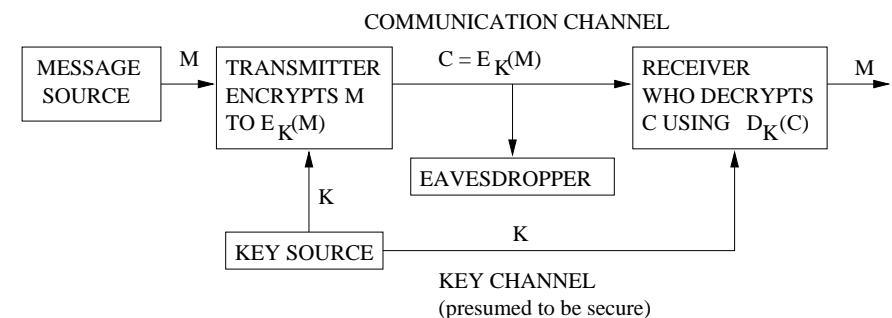 COMMUNICATION CHANNEL
MESSAGE
SOURCE
M
TRANSMITTER
ENCRYPTS M
TO E_K(M)
C = E_K(M)
RECEIVER
WHO DECRYPTS
C USING D_K(C)
M
EAVESDROPPER
K
KEY SOURCE
K
KEY CHANNEL
(presumed to be secure)